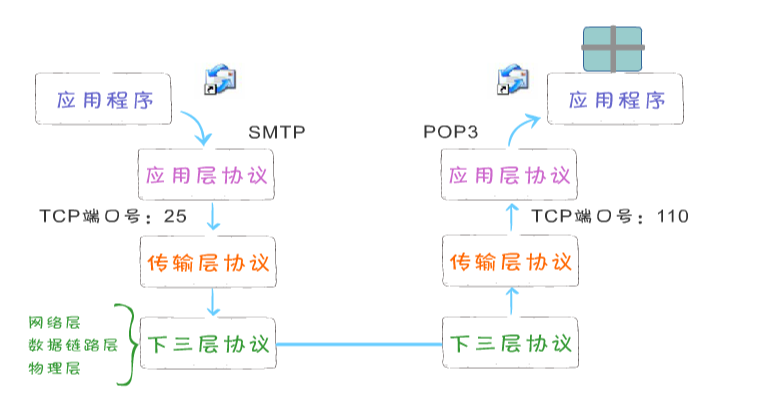 应用程序
应用程序
SMTP
POP3
应用层协议
应用层协议
TCP端口号：25
TCP端口号：110
传输层协议
传输层协议
网络层
数据链路层
物理层
下三层协议
下三层协议